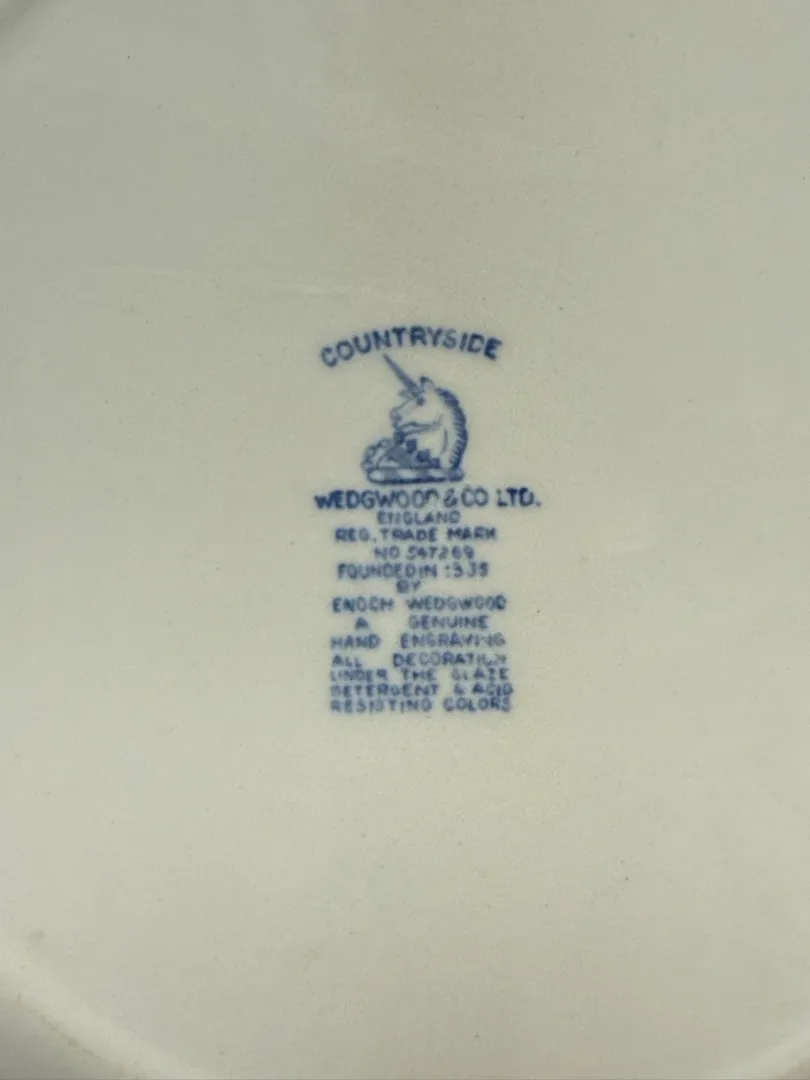 COUNTRYSIDE
WEDGWOOD & CO LTD.
ENGLAND
REG. TRADE MARK
NO 547269
FOUNDED IN 1835
BY
ENOCH WEDGWOOD
A GENUINE
HAND ENGRAVING
ALL DECORATION
UNDER THE GLAZE
DETERGENT & ACID
RESISTING COLORS